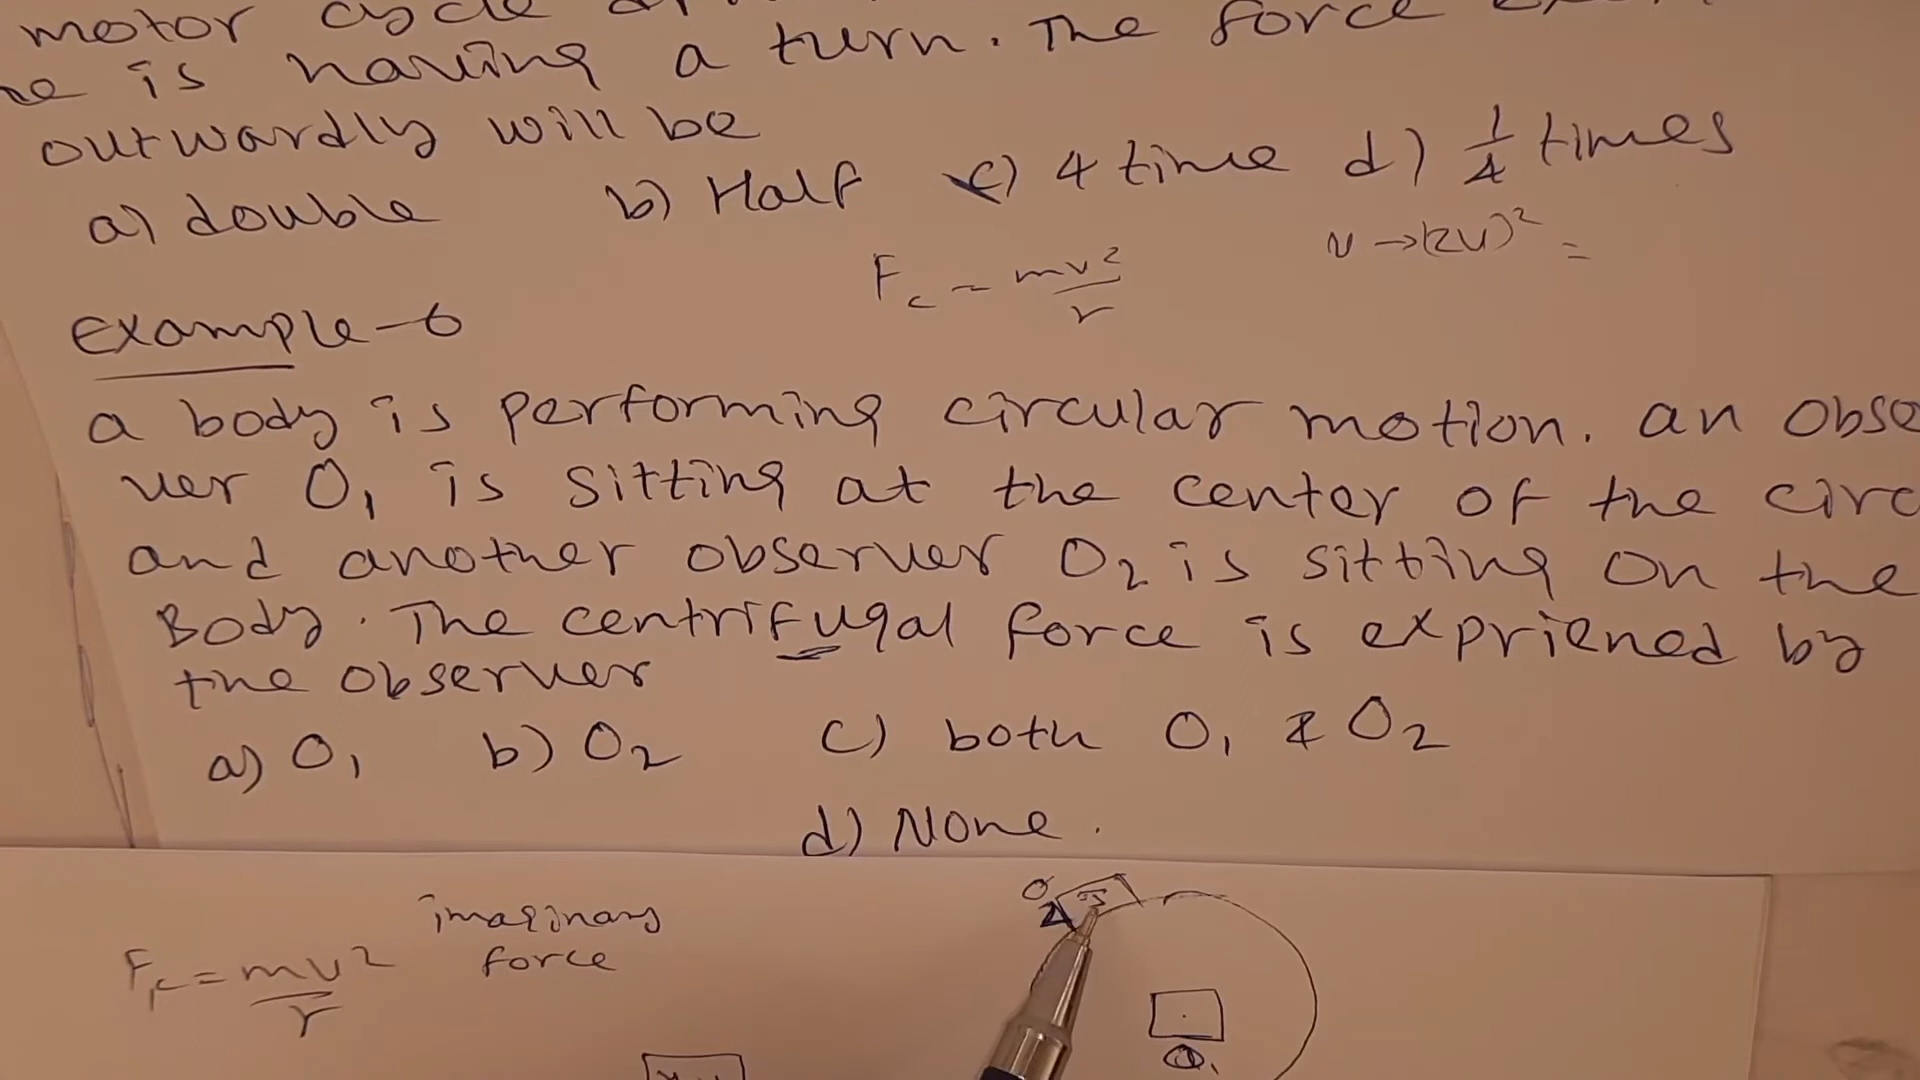 motor cycle
is having a turn. The force
outwardly will be
a) double b) Half c) 4 time d) 1/4 times
Fc = mv²/r
v → (2v)² =
Example-6
a body is performing circular motion. an obse
rver O₁ is sitting at the center of the circ
and another observer O₂ is sitting on the
Body. The centrifugal force is expriened by
the observer
a) O₁ b) O₂ c) both O₁ & O₂
d) None.
imaginary
force
Fc = mv²/r
O₂
O₁